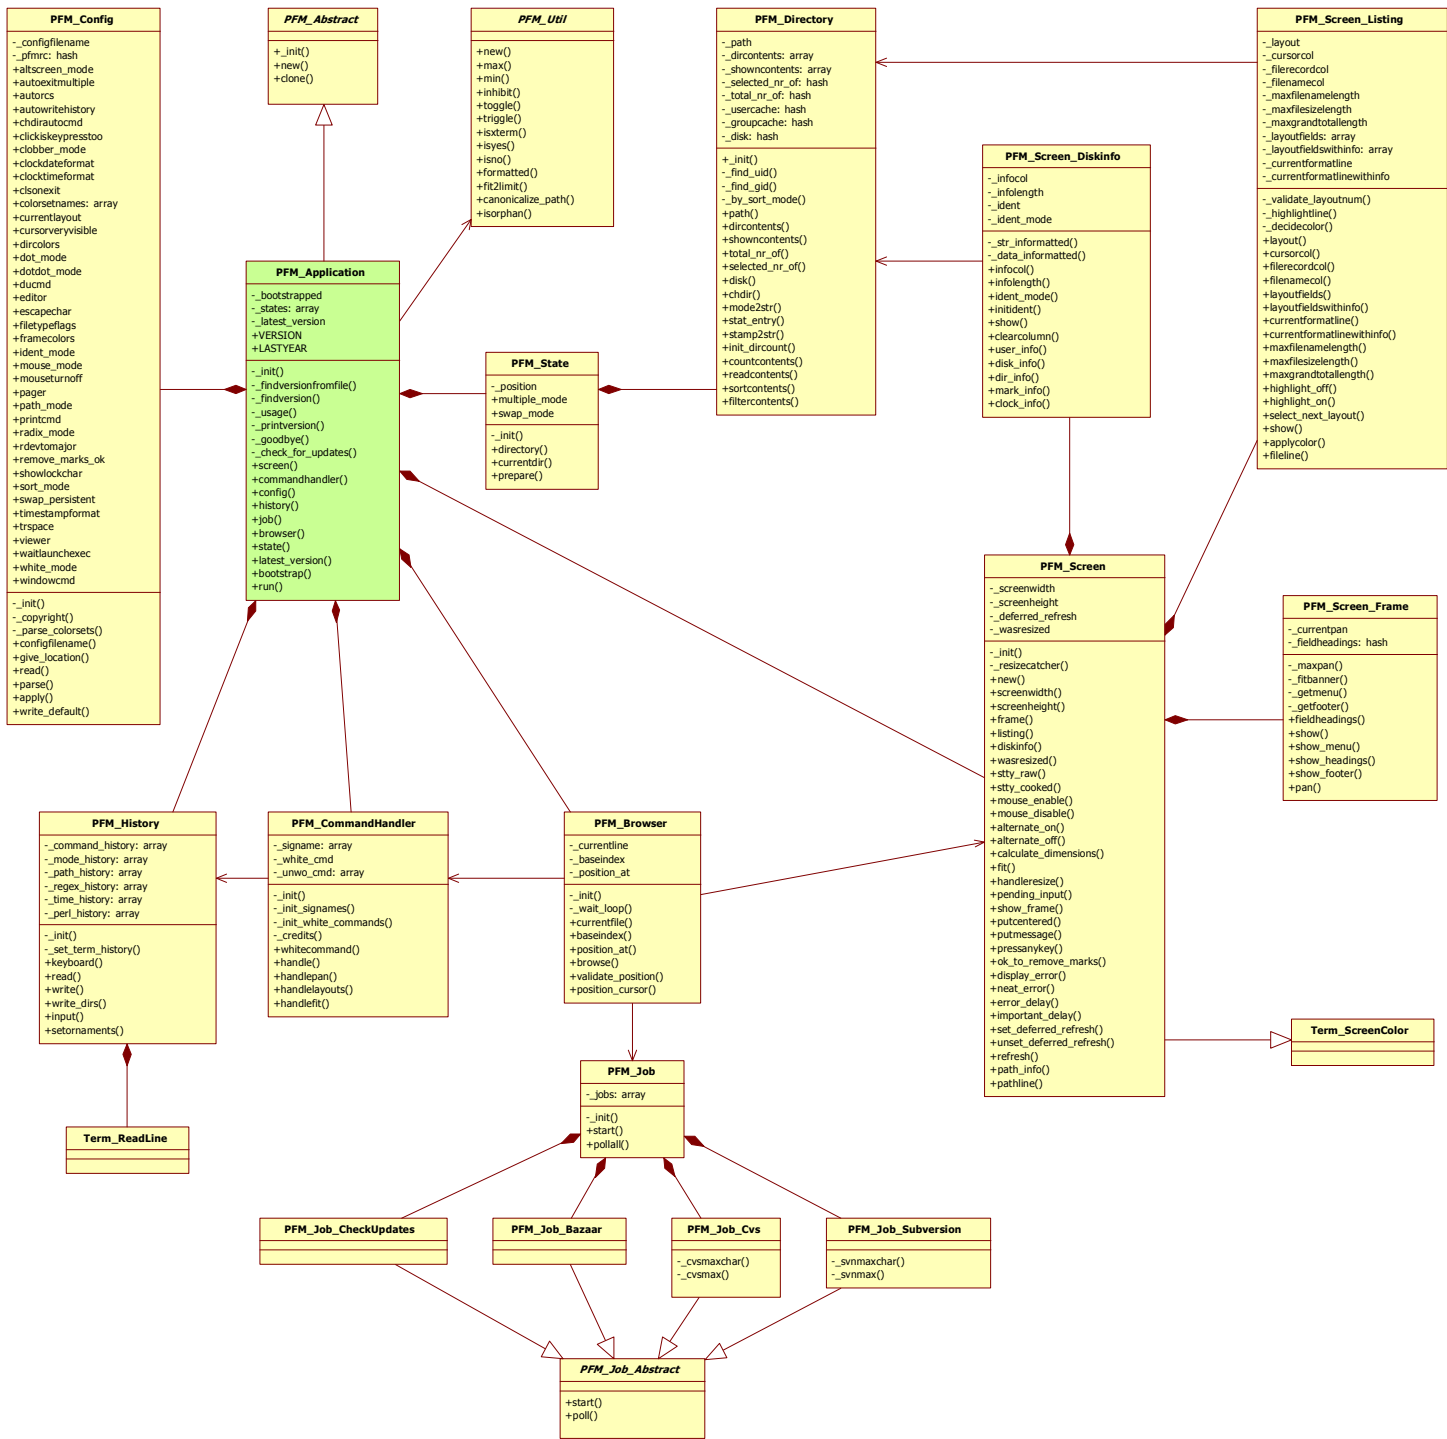 PFM_Config
-_configfilename
-_pfmrc: hash
+altscreen_mode
+autoexitmultiple
+autorcs
+autowritehistory
+chdirautocmd
+clickiskeypresstoo
+clobber_mode
+clockdateformat
+clocktimeformat
+clsonexit
+colorsetnames: array
+currentlayout
+cursorveryvisible
+dircolors
+dot_mode
+dotdot_mode
+ducmd
+editor
+escapechar
+filetypeflags
+framecolors
+ident_mode
+mouse_mode
+mouseturnoff
+pager
+path_mode
+printcmd
+radix_mode
+rdevtomajor
+remove_marks_ok
+showlockchar
+sort_mode
+swap_persistent
+timestampformat
+trspace
+viewer
+waitlaunchexec
+white_mode
+windowcmd
-_init()
-_copyright()
-_parse_colorsets()
+configfilename()
+give_location()
+read()
+parse()
+apply()
+write_default()
PFM_Abstract
+_init()
+new()
+clone()
PFM_Util
+new()
+max()
+min()
+inhibit()
+toggle()
+triggle()
+isxterm()
+isyes()
+isno()
+formatted()
+fit2limit()
+canonicalize_path()
+isorphan()
PFM_Directory
-_path
-_dircontents: array
-_showncontents: array
-_selected_nr_of: hash
-_total_nr_of: hash
-_usercache: hash
-_groupcache: hash
-_disk: hash
+_init()
-_find_uid()
-_find_gid()
-_by_sort_mode()
+path()
+dircontents()
+showncontents()
+total_nr_of()
+selected_nr_of()
+disk()
+chdir()
+mode2str()
+stat_entry()
+stamp2str()
+init_dircount()
+countcontents()
+readcontents()
+sortcontents()
+filtercontents()
PFM_Screen_Diskinfo
-_infocol
-_infolength
-_ident
-_ident_mode
-_str_informatted()
-_data_informatted()
+infocol()
+infolength()
+ident_mode()
+initident()
+show()
+clearcolumn()
+user_info()
+disk_info()
+dir_info()
+mark_info()
+clock_info()
PFM_Screen_Listing
-_layout
-_cursorcol
-_filerecordcol
-_filenamecol
-_maxfilenamelength
-_maxfilesizelength
-_maxgrandtotallength
-_layoutfields: array
-_layoutfieldswithinfo: array
-_currentformatline
-_currentformatlinewithinfo
-_validate_layoutnum()
-_highlightline()
-_decidecolor()
+layout()
+cursorcol()
+filerecordcol()
+filenamecol()
+layoutfields()
+layoutfieldswithinfo()
+currentformatline()
+currentformatlinewithinfo()
+maxfilenamelength()
+maxfilesizelength()
+maxgrandtotallength()
+highlight_off()
+highlight_on()
+select_next_layout()
+show()
+applycolor()
+fileline()
PFM_Application
-_bootstrapped
-_states: array
-_latest_version
+VERSION
+LASTYEAR
-_init()
-_findversionfromfile()
-_findversion()
-_usage()
-_printversion()
-_goodbye()
-_check_for_updates()
+screen()
+commandhandler()
+config()
+history()
+job()
+browser()
+state()
+latest_version()
+bootstrap()
+run()
PFM_State
-_position
+multiple_mode
+swap_mode
-_init()
+directory()
+currentdir()
+prepare()
PFM_Screen
-_screenwidth
-_screenheight
-_deferred_refresh
-_wasresized
-_init()
-_resizecatcher()
+new()
+screenwidth()
+screenheight()
+frame()
+listing()
+diskinfo()
+wasresized()
+stty_raw()
+stty_cooked()
+mouse_enable()
+mouse_disable()
+alternate_on()
+alternate_off()
+calculate_dimensions()
+fit()
+handleresize()
+pending_input()
+show_frame()
+putcentered()
+putmessage()
+pressanykey()
+ok_to_remove_marks()
+display_error()
+neat_error()
+error_delay()
+important_delay()
+set_deferred_refresh()
+unset_deferred_refresh()
+refresh()
+path_info()
+pathline()
PFM_Screen_Frame
-_currentpan
-_fieldheadings: hash
-_maxpan()
-_fitbanner()
-_getmenu()
-_getfooter()
+fieldheadings()
+show()
+show_menu()
+show_headings()
+show_footer()
+pan()
PFM_History
-_command_history: array
-_mode_history: array
-_path_history: array
-_regex_history: array
-_time_history: array
-_perl_history: array
-_init()
-_set_term_history()
+keyboard()
+read()
+write()
+write_dirs()
+input()
+setornaments()
PFM_CommandHandler
-_signame: array
-_white_cmd
-_unwo_cmd: array
-_init()
-_init_signames()
-_init_white_commands()
-_credits()
+whitecommand()
+handle()
+handlepan()
+handlelayouts()
+handlefit()
PFM_Browser
-_currentline
-_baseindex
-_position_at
-_init()
-_wait_loop()
+currentfile()
+baseindex()
+position_at()
+browse()
+validate_position()
+position_cursor()
Term_ScreenColor
PFM_Job
-_jobs: array
-_init()
+start()
+pollall()
Term_ReadLine
PFM_Job_CheckUpdates
PFM_Job_Bazaar
PFM_Job_Cvs
-_cvsmaxchar()
-_cvsmax()
PFM_Job_Subversion
-_svnmaxchar()
-_svnmax()
PFM_Job_Abstract
+start()
+poll()